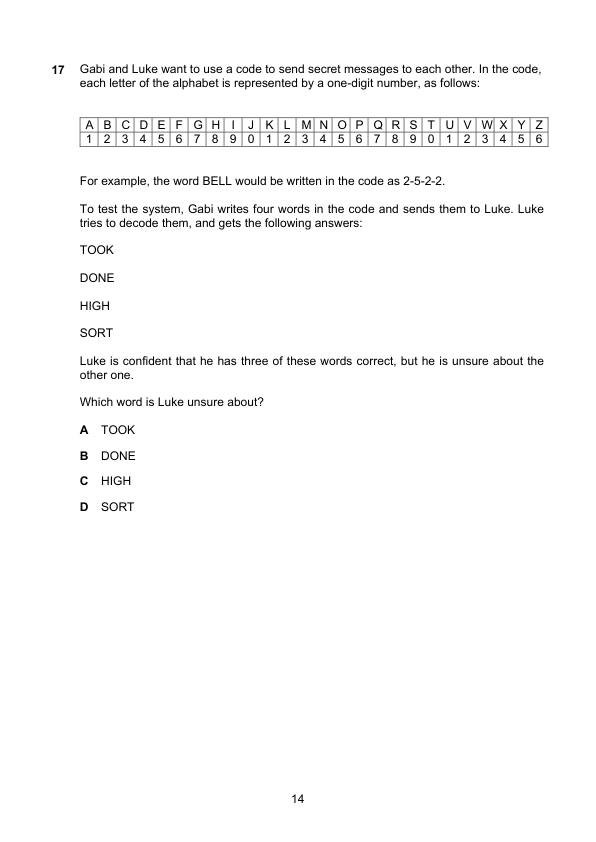 17 Gabi and Luke want to use a code to send secret messages to each other. In the code,
each letter of the alphabet is represented by a one-digit number, as follows:
A B C D E F G H I J K L M N O P Q R S T U V W X Y Z
1 2 3 4 5 6 7 8 9 0 1 2 3 4 5 6 7 8 9 0 1 2 3 4 5 6
For example, the word BELL would be written in the code as 2-5-2-2.
To test the system, Gabi writes four words in the code and sends them to Luke. Luke
tries to decode them, and gets the following answers:
TOOK
DONE
HIGH
SORT
Luke is confident that he has three of these words correct, but he is unsure about the
other one.
Which word is Luke unsure about?
A TOOK
B DONE
C HIGH
D SORT
14